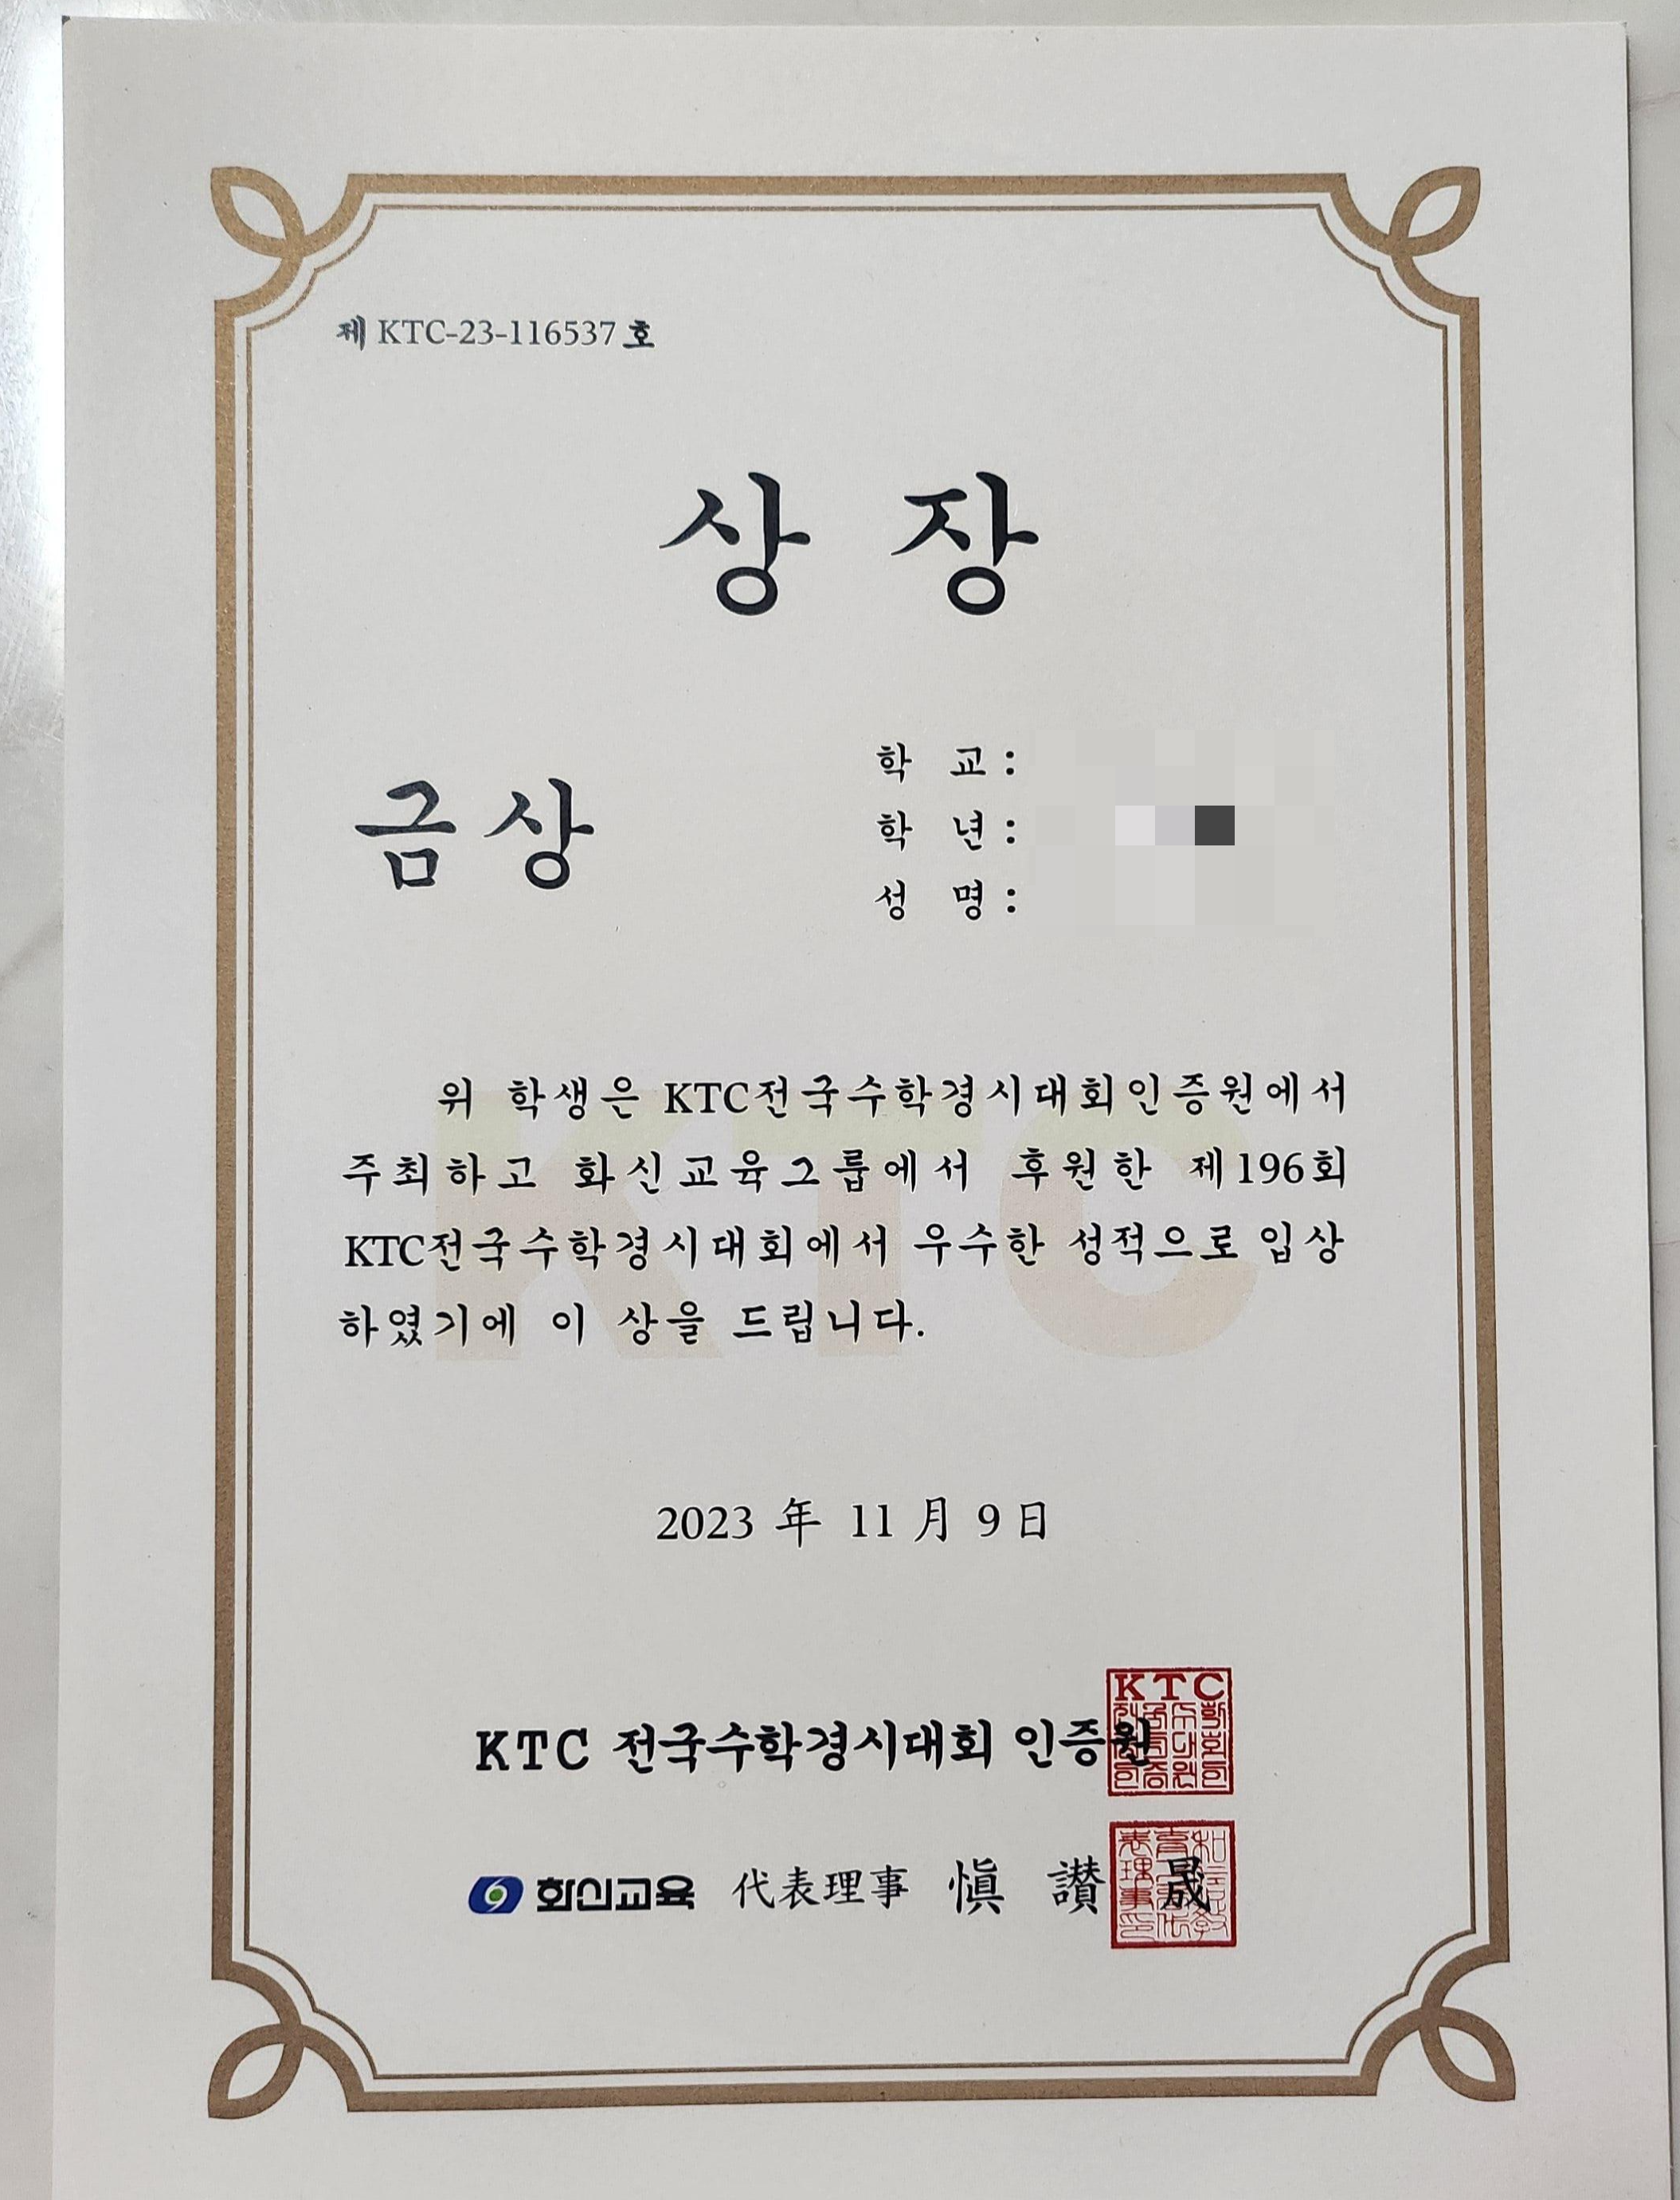 제 KTC-23-116537 호
상 장
금상
학 교 :
학 년 :
성 명 :
위 학생은 KTC전국수학경시대회인증원에서
주최하고 화신교육그룹에서 후원한 제196회
KTC전국수학경시대회에서 우수한 성적으로 입상
하였기에 이 상을 드립니다.
2023 年 11 月 9 日
KTC 전국수학경시대회 인증원
KTC
화신교육 代表理事 愼 讃 晟